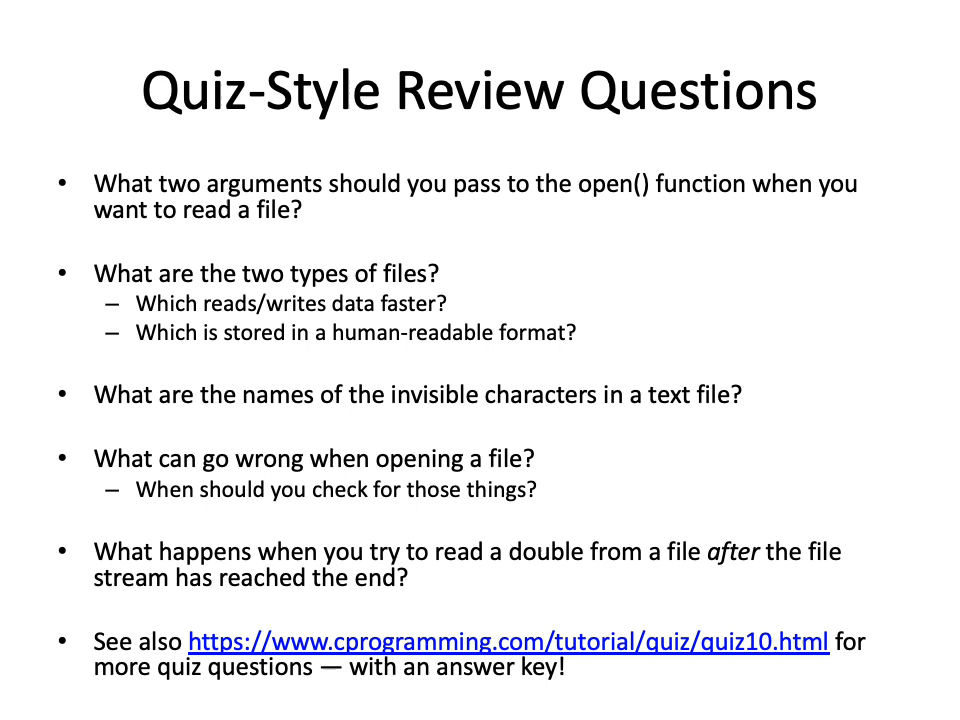 Quiz-Style Review Questions
• What two arguments should you pass to the open() function when you
want to read a file?
• What are the two types of files?
– Which reads/writes data faster?
– Which is stored in a human-readable format?
• What are the names of the invisible characters in a text file?
• What can go wrong when opening a file?
– When should you check for those things?
• What happens when you try to read a double from a file after the file
stream has reached the end?
• See also https://www.cprogramming.com/tutorial/quiz/quiz10.html for
more quiz questions — with an answer key!